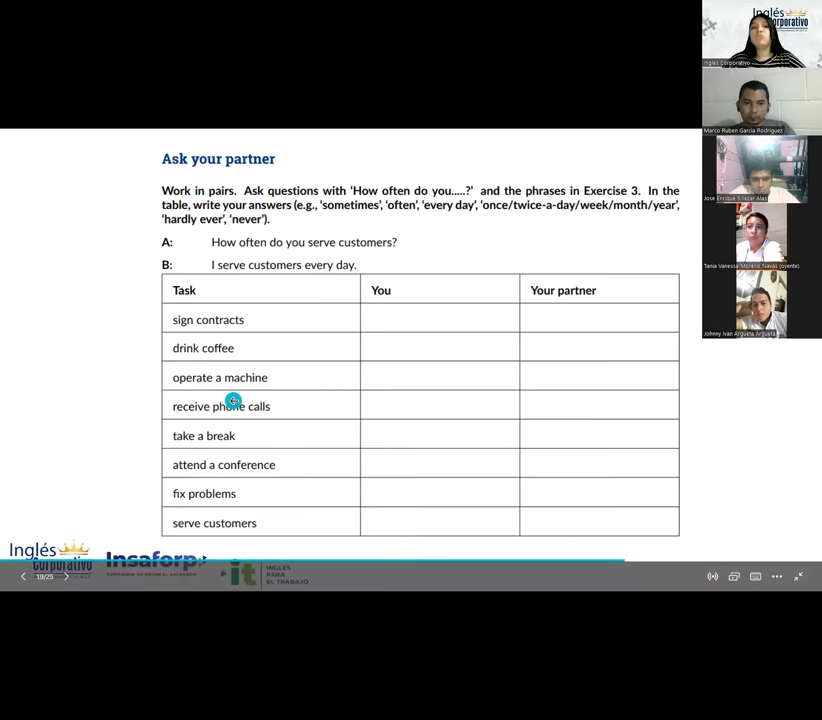 Inglés
Corporativo
Inglés Corporativo
Marco Ruben Garcia Rodriguez
Jose Enrique Silezar Alas
Tania Vanessa Moreno Navas (oyente)
Johnny Ivan Argueta Argueta
Ask your partner
Work in pairs. Ask questions with ‘How often do you.....?’ and the phrases in Exercise 3. In the
table, write your answers (e.g., ‘sometimes’, ‘often’, ‘every day’, ‘once/twice-a-day/week/month/year’,
‘hardly ever’, ‘never’).
A: How often do you serve customers?
B: I serve customers every day.
Task You Your partner
sign contracts
drink coffee
operate a machine
receive phone calls
take a break
attend a conference
fix problems
serve customers
Inglés
Corporativo
Insaforp
it
INGLÉS
PARA
EL TRABAJO
19/25